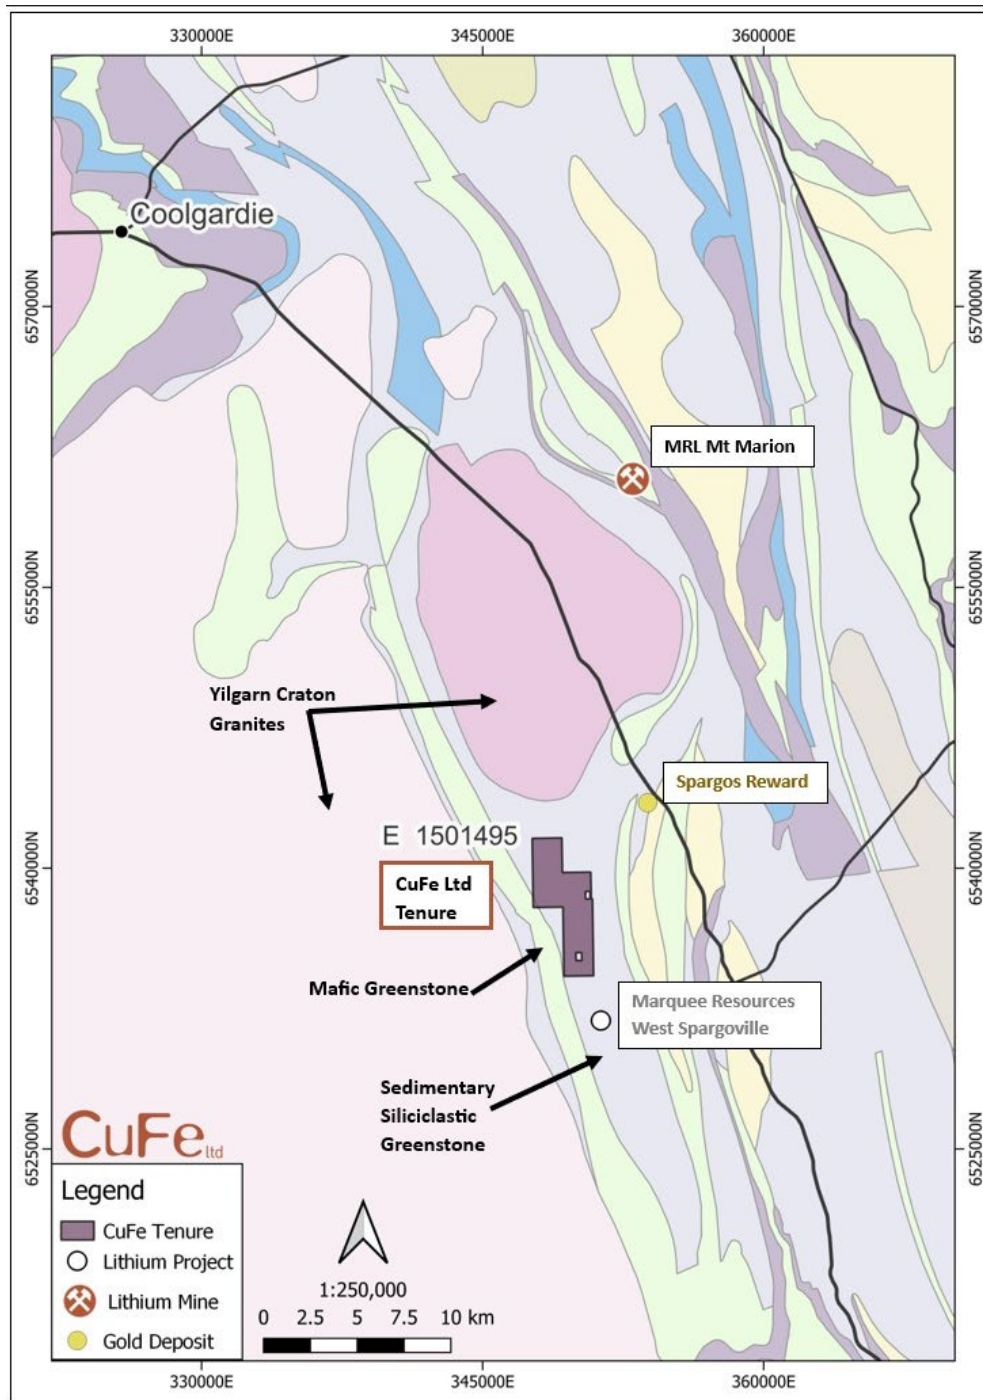 330000E 345000E 360000E
Coolgardie
6570000N 6570000N
MRL Mt Marion
6555000N 6555000N
Yilgarn Craton
Granites
Spargos Reward
E 1501495
6540000N 6540000N
CuFe Ltd
Tenure
Mafic Greenstone
Marquee Resources
West Spargoville
Sedimentary
Siliciclastic
Greenstone
CuFe ltd
6525000N 6525000N
Legend
CuFe Tenure
Lithium Project
Lithium Mine
Gold Deposit
1:250,000
0 2.5 5 7.5 10 km
330000E 345000E 360000E